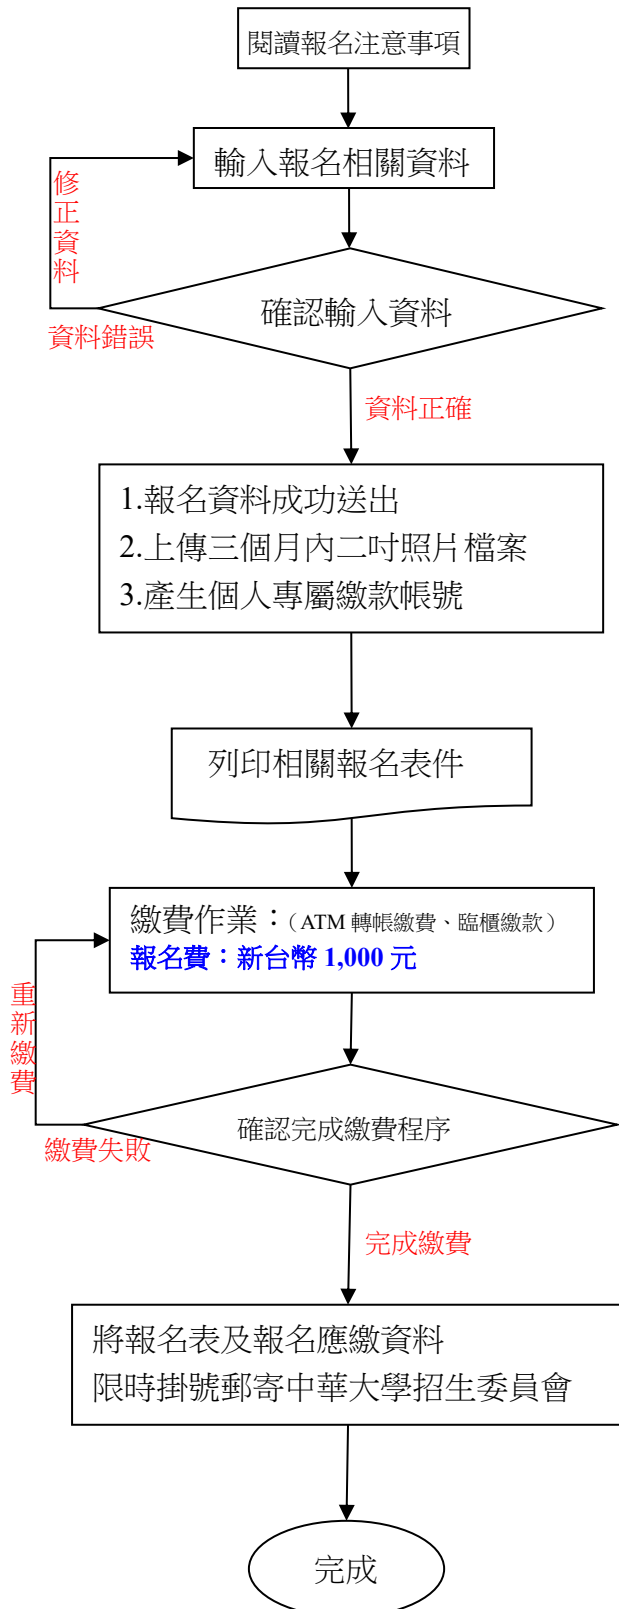 閱讀報名注意事項
輸入報名相關資料
修正資料
確認輸入資料
資料錯誤
資料正確
1.報名資料成功送出
2.上傳三個月內二吋照片檔案
3.產生個人專屬繳款帳號
列印相關報名表件
繳費作業：（ATM 轉帳繳費、臨櫃繳款）
報名費：新台幣 1,000 元
重新繳費
確認完成繳費程序
繳費失敗
完成繳費
將報名表及報名應繳資料
限時掛號郵寄中華大學招生委員會
完成